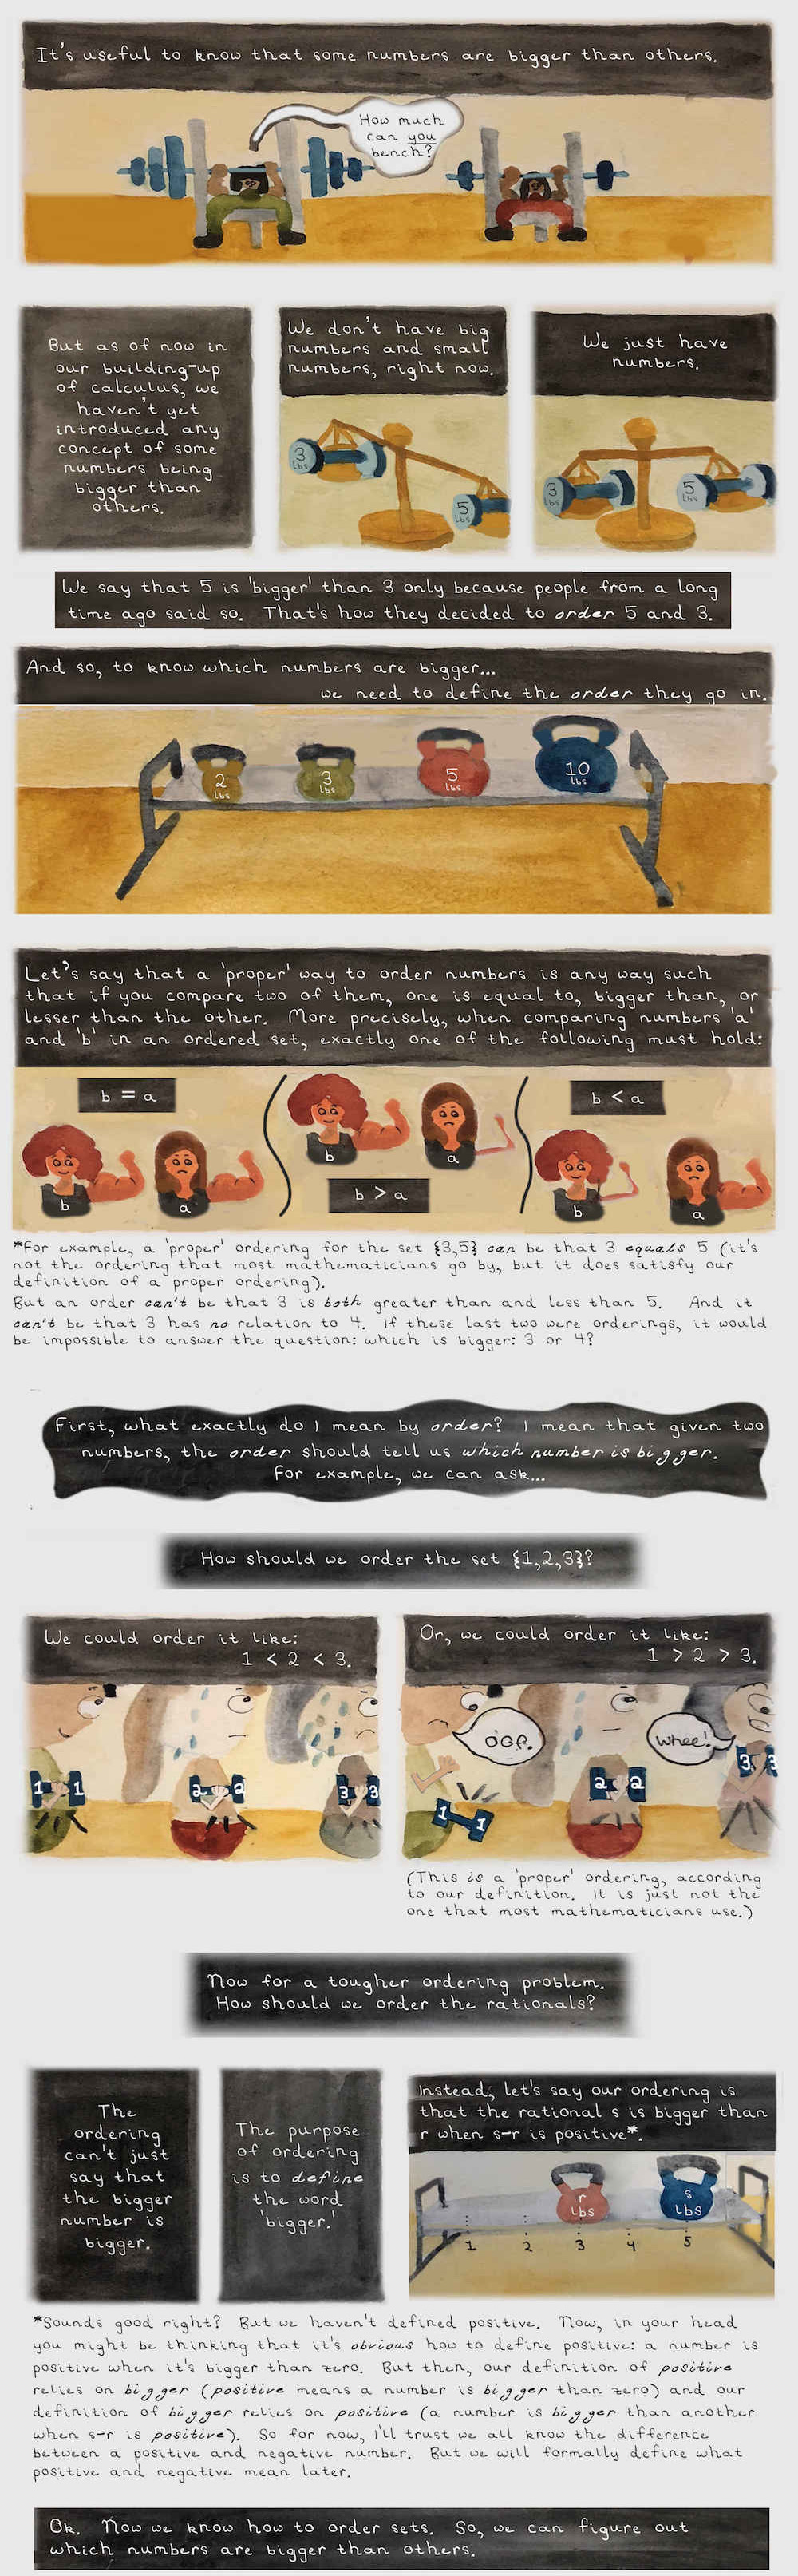 It's useful to know that some numbers are bigger than others.
How much
can you
bench?
But as of now in
our building-up
of calculus, we
haven't yet
introduced any
concept of some
numbers being
bigger than
others.
We don't have big
numbers and small
numbers, right now.
3
lbs
5
lbs
We just have
numbers.
3
lbs
5
lbs
We say that 5 is 'bigger' than 3 only because people from a long
time ago said so. That's how they decided to order 5 and 3.
And so, to know which numbers are bigger...
we need to define the order they go in.
2
lbs
3
lbs
5
lbs
10
lbs
Let's say that a 'proper' way to order numbers is any way such
that if you compare two of them, one is equal to, bigger than, or
lesser than the other. More precisely, when comparing numbers 'a'
and 'b' in an ordered set, exactly one of the following must hold:
b = a
b
a
b
a
b > a
b < a
b
a
*For example, a 'proper' ordering for the set {3,5} can be that 3 equals 5 (it's
not the ordering that most mathematicians go by, but it does satisfy our
definition of a proper ordering).
But an order can't be that 3 is both greater than and less than 5. And it
can't be that 3 has no relation to 4. If these last two were orderings, it would
be impossible to answer the question: which is bigger: 3 or 4?
First, what exactly do I mean by order? I mean that given two
numbers, the order should tell us which number is bigger.
For example, we can ask...
How should we order the set {1,2,3}?
We could order it like:
1 < 2 < 3.
1 1
2 2
3 3
Or, we could order it like:
1 > 2 > 3.
oof.
whee!
1 1
2 2
3 3
(This is a 'proper' ordering, according
to our definition. It is just not the
one that most mathematicians use.)
Now for a tougher ordering problem.
How should we order the rationals?
The
ordering
can't just
say that
the bigger
number is
bigger.
The purpose
of ordering
is to define
the word
'bigger.'
Instead, let's say our ordering is
that the rational s is bigger than
r when s-r is positive*.
r
lbs
s
lbs
1 2 3 4 5
*Sounds good right? But we haven't defined positive. Now, in your head
you might be thinking that it's obvious how to define positive: a number is
positive when it's bigger than zero. But then, our definition of positive
relies on bigger (positive means a number is bigger than zero) and our
definition of bigger relies on positive (a number is bigger than another
when s-r is positive). So for now, I'll trust we all know the difference
between a positive and negative number. But we will formally define what
positive and negative mean later.
Ok. Now we know how to order sets. So, we can figure out
which numbers are bigger than others.